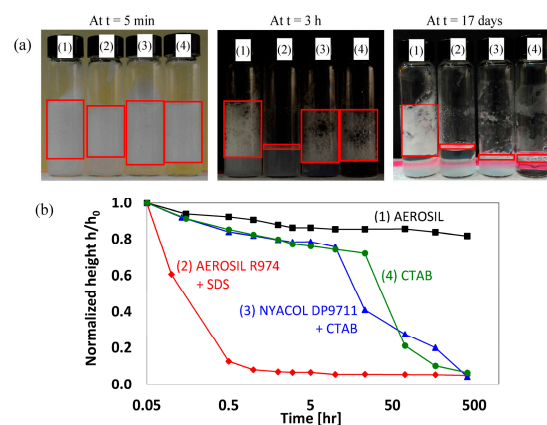 At t = 5 min At t = 3 h At t = 17 days
(a)
(1) (2) (3) (4) (1) (2) (3) (4) (1) (2) (3) (4)
(b)
1.0
0.8
0.6
0.4
0.2
0.0
Normalized height h/h0
(1) AEROSIL
(2) AEROSIL R974
+ SDS
(4) CTAB
(3) NYACOL DP9711
+ CTAB
0.05 0.5 5 50 500
Time [hr]